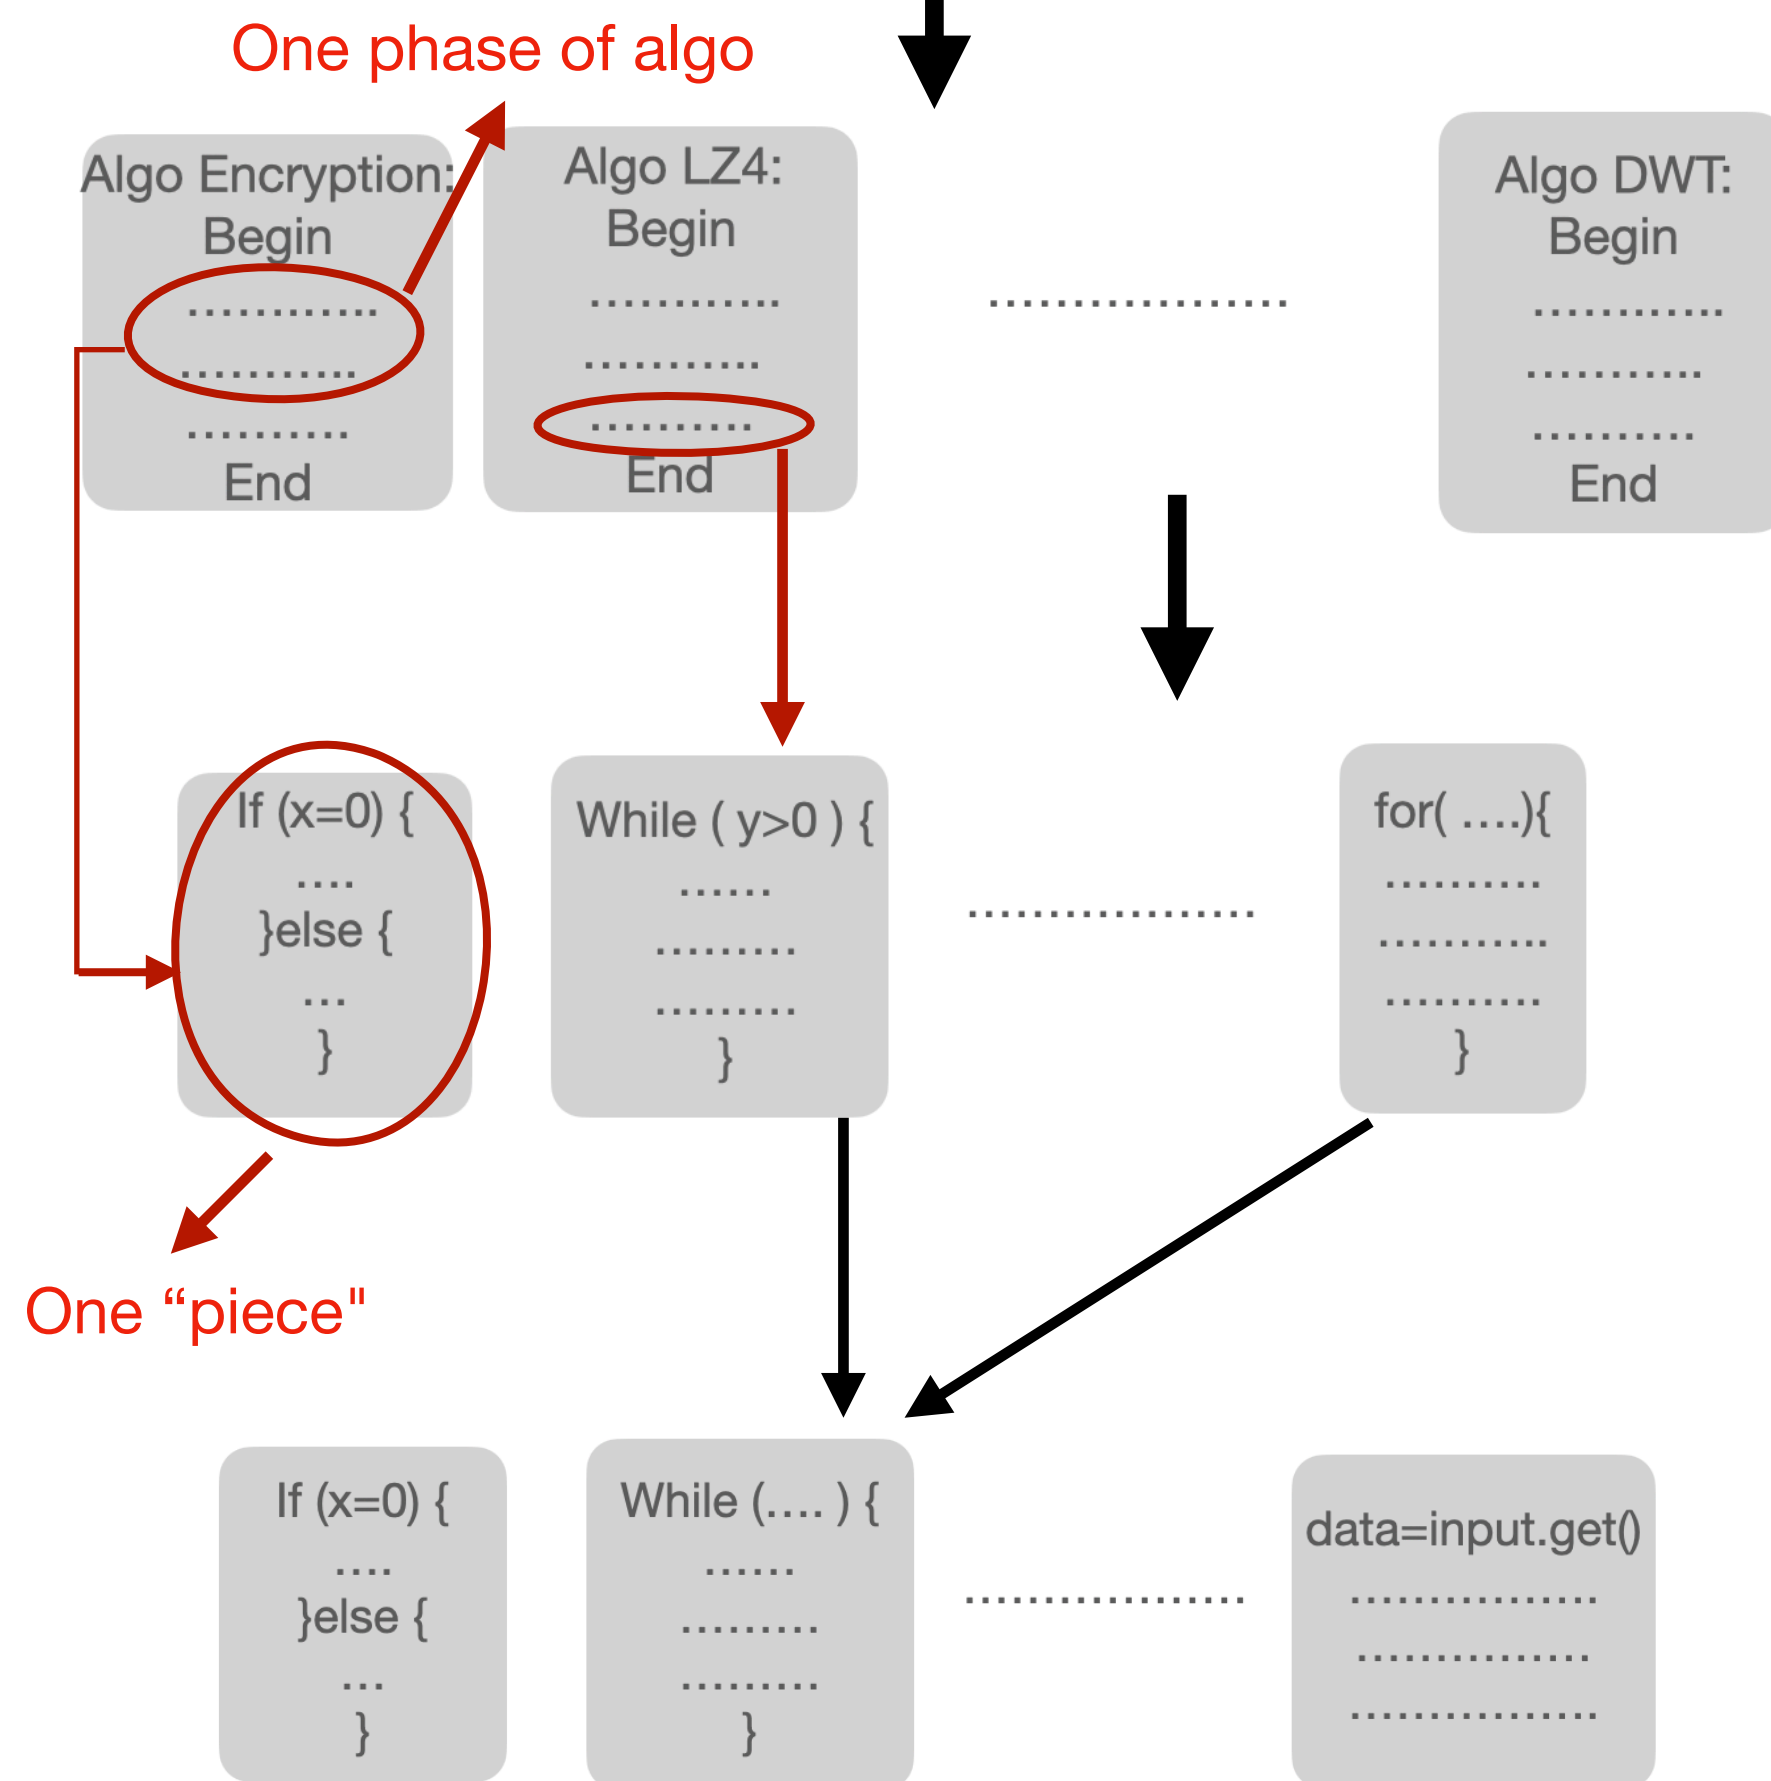 One phase of algo
Algo Encryption:
Begin
............
...........
..........
End
Algo LZ4:
Begin
............
...........
..........
End
..................
Algo DWT:
Begin
............
...........
..........
End
If (x=0) {
....
}else {
...
}
While ( y>0 ) {
......
.........
.........
}
..................
for( ....){
..........
...........
..........
}
One “piece"
If (x=0) {
....
}else {
...
}
While (.... ) {
......
.........
.........
}
..................
data=input.get()
................
...............
................